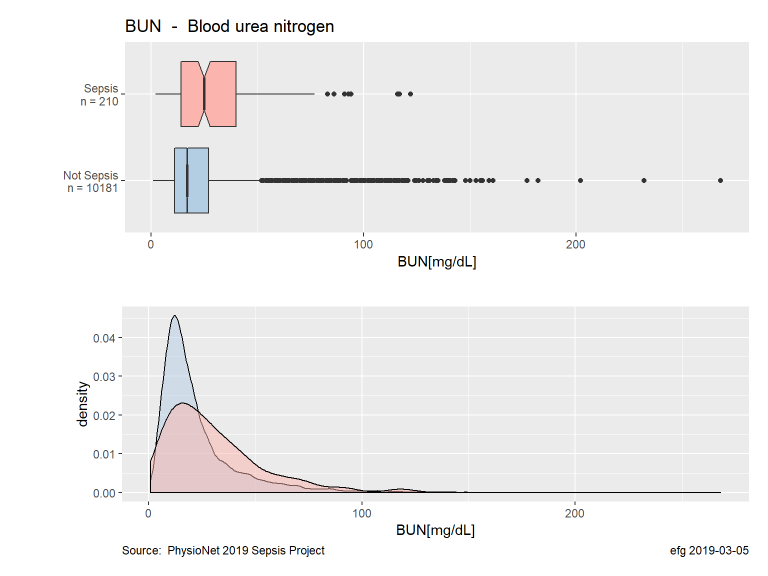 BUN  -  Blood urea nitrogen
Sepsis
n = 210
Not Sepsis
n = 10181
0
100
200
BUN[mg/dL]
density
0.04
0.03
0.02
0.01
0.00
0
100
200
BUN[mg/dL]
Source:  PhysioNet 2019 Sepsis Project
efg 2019-03-05